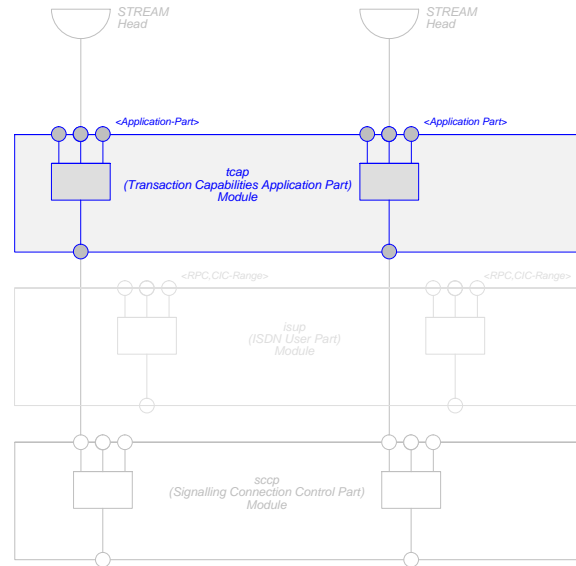 STREAM
Head
STREAM
Head
<Application-Part>
<Application Part>
tcap
(Transaction Capabilities Application Part)
Module
<RPC,CIC-Range>
<RPC,CIC-Range>
isup
(ISDN User Part)
Module
sccp
(Signalling Connection Control Part)
Module